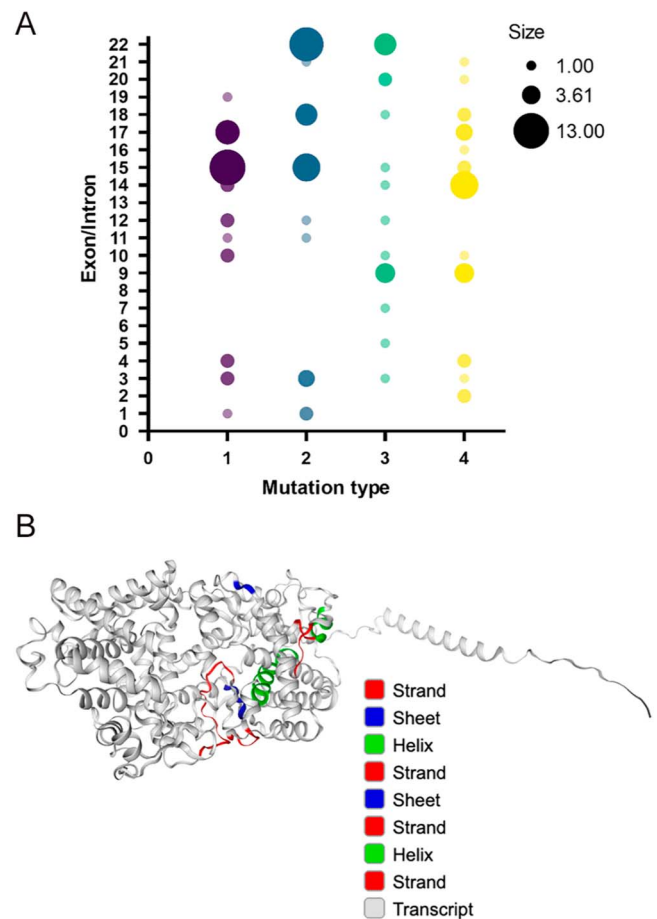 A
Size
1.00
3.61
13.00
Exon/Intron
22
21
20
19
18
17
16
15
14
13
12
11
10
9
8
7
6
5
4
3
2
1
0
0 1 2 3 4
Mutation type
B
Strand
Sheet
Helix
Strand
Sheet
Strand
Helix
Strand
Transcript